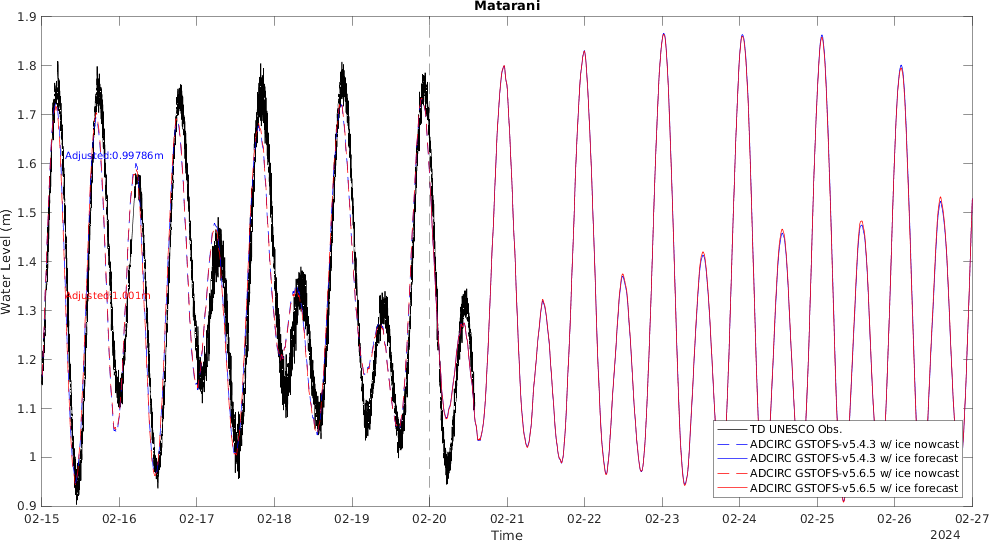 Matarani
1.9
1.8
1.7
1.6
1.5
1.4
1.3
1.2
1.1
1
0.9
Water Level (m)
Adjusted:0.99786m
Adjusted:1.001m
TD UNESCO Obs.
ADCIRC GSTOFS-v5.4.3 w/ ice nowcast
ADCIRC GSTOFS-v5.4.3 w/ ice forecast
ADCIRC GSTOFS-v5.6.5 w/ ice nowcast
ADCIRC GSTOFS-v5.6.5 w/ ice forecast
02-15 02-16 02-17 02-18 02-19 02-20 02-21 02-22 02-23 02-24 02-25 02-26 02-27
Time
2024